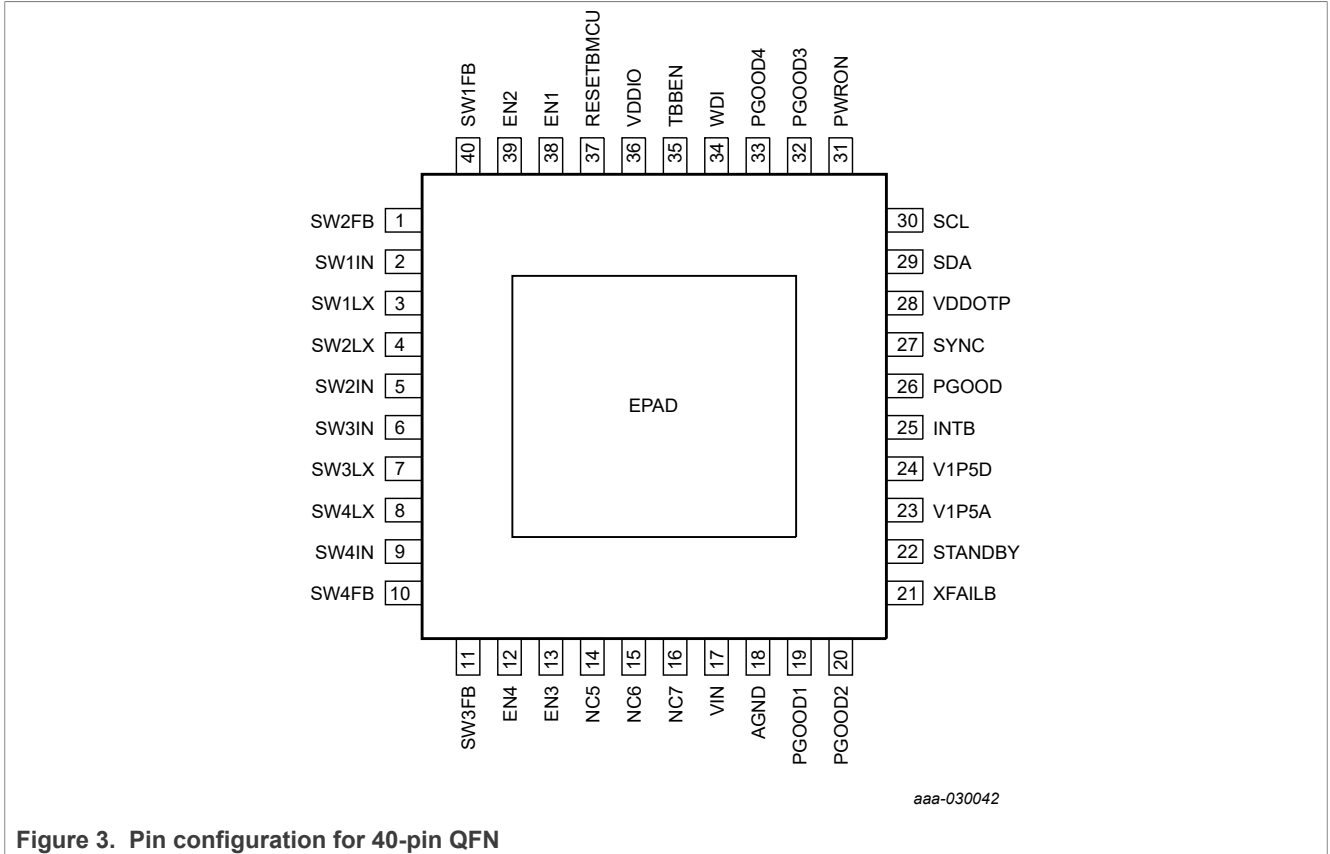 SW1FB
EN2
EN1
RESETBMCU
VDDIO
TBBEN
WDI
PGOOD4
PGOOD3
PWRON
40
39
38
37
36
35
34
33
32
31
SW2FB 1
SW1IN 2
SW1LX 3
SW2LX 4
SW2IN 5
SW3IN 6
SW3LX 7
SW4LX 8
SW4IN 9
SW4FB 10
EPAD
30 SCL
29 SDA
28 VDDOTP
27 SYNC
26 PGOOD
25 INTB
24 V1P5D
23 V1P5A
22 STANDBY
21 XFAILB
11
12
13
14
15
16
17
18
19
20
SW3FB
EN4
EN3
NC5
NC6
NC7
VIN
AGND
PGOOD1
PGOOD2
aaa-030042
Figure 3. Pin configuration for 40-pin QFN